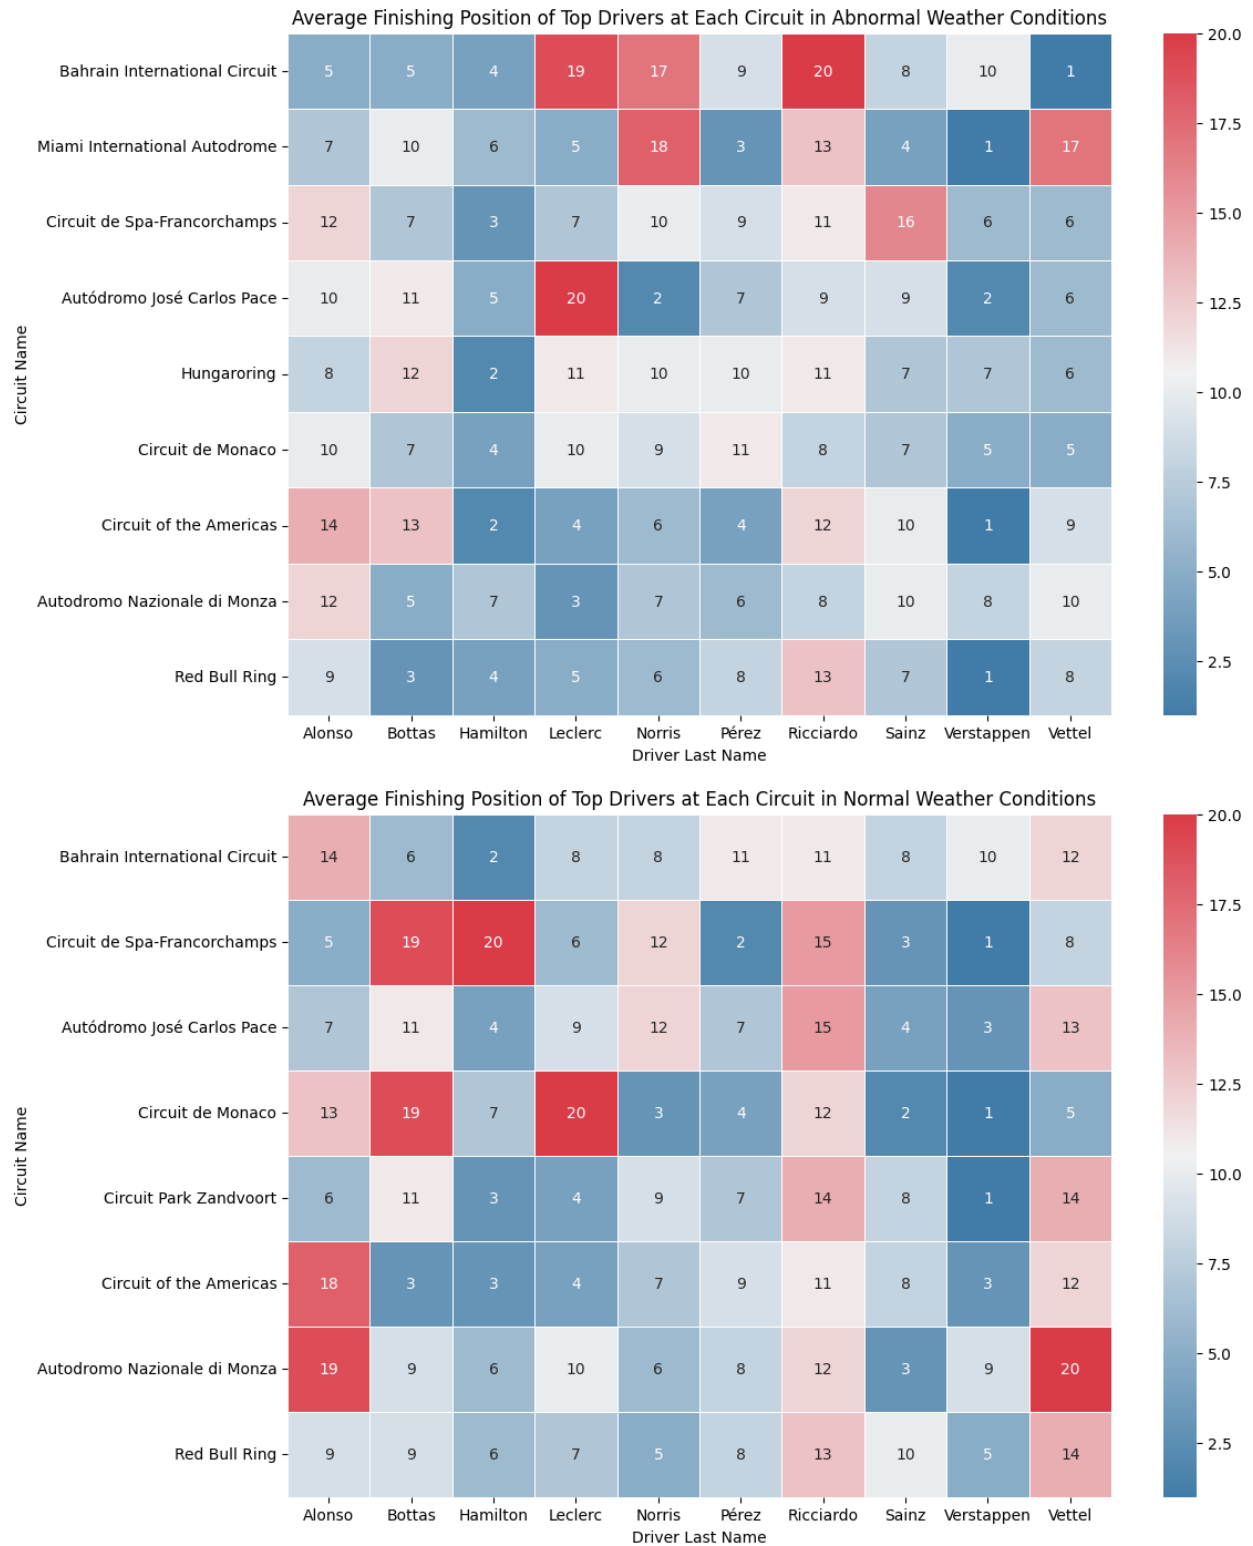 Average Finishing Position of Top Drivers at Each Circuit in Abnormal Weather Conditions
Circuit Name
Bahrain International Circuit 5 5 4 19 17 9 20 8 10 1
Miami International Autodrome 7 10 6 5 18 3 13 4 1 17
Circuit de Spa-Francorchamps 12 7 3 7 10 9 11 16 6 6
Autódromo José Carlos Pace 10 11 5 20 2 7 9 9 2 6
Hungaroring 8 12 2 11 10 10 11 7 7 6
Circuit de Monaco 10 7 4 10 9 11 8 7 5 5
Circuit of the Americas 14 13 2 4 6 4 12 10 1 9
Autodromo Nazionale di Monza 12 5 7 3 7 6 8 10 8 10
Red Bull Ring 9 3 4 5 6 8 13 7 1 8
Alonso Bottas Hamilton Leclerc Norris Pérez Ricciardo Sainz Verstappen Vettel
Driver Last Name
20.0
17.5
15.0
12.5
10.0
7.5
5.0
2.5
Average Finishing Position of Top Drivers at Each Circuit in Normal Weather Conditions
Circuit Name
Bahrain International Circuit 14 6 2 8 8 11 11 8 10 12
Circuit de Spa-Francorchamps 5 19 20 6 12 2 15 3 1 8
Autódromo José Carlos Pace 7 11 4 9 12 7 15 4 3 13
Circuit de Monaco 13 19 7 20 3 4 12 2 1 5
Circuit Park Zandvoort 6 11 3 4 9 7 14 8 1 14
Circuit of the Americas 18 3 3 4 7 9 11 8 3 12
Autodromo Nazionale di Monza 19 9 6 10 6 8 12 3 9 20
Red Bull Ring 9 9 6 7 5 8 13 10 5 14
Alonso Bottas Hamilton Leclerc Norris Pérez Ricciardo Sainz Verstappen Vettel
Driver Last Name
20.0
17.5
15.0
12.5
10.0
7.5
5.0
2.5